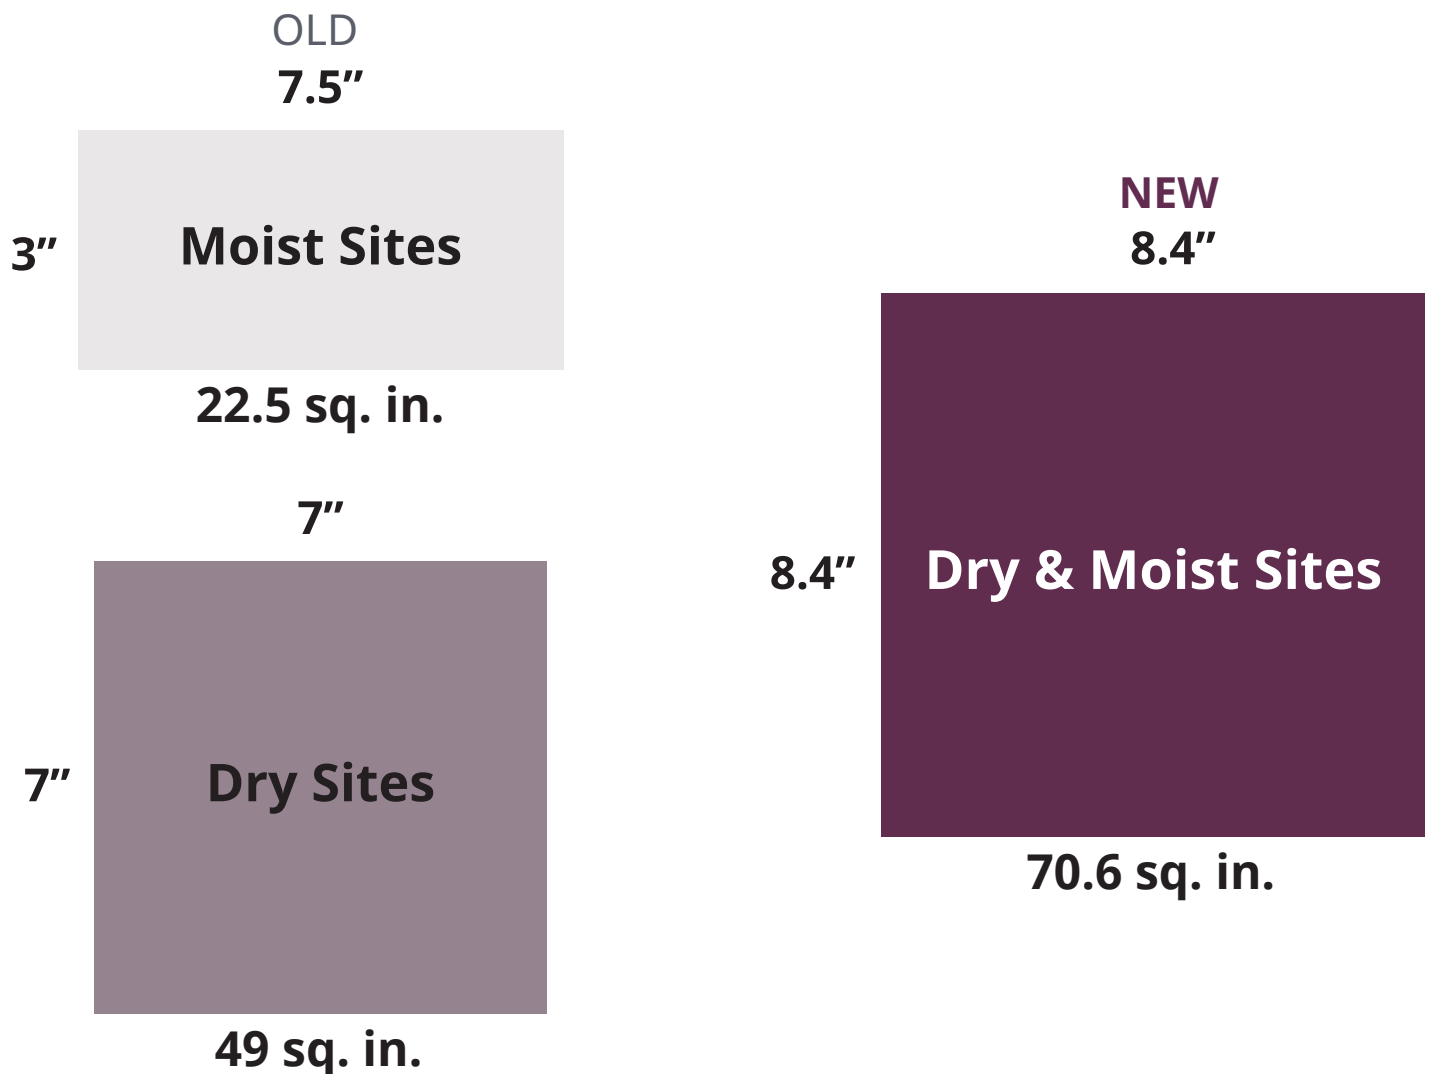 OLD
7.5”
3”
Moist Sites
22.5 sq. in.
7”
7”
Dry Sites
49 sq. in.
NEW
8.4”
8.4”
Dry & Moist Sites
70.6 sq. in.